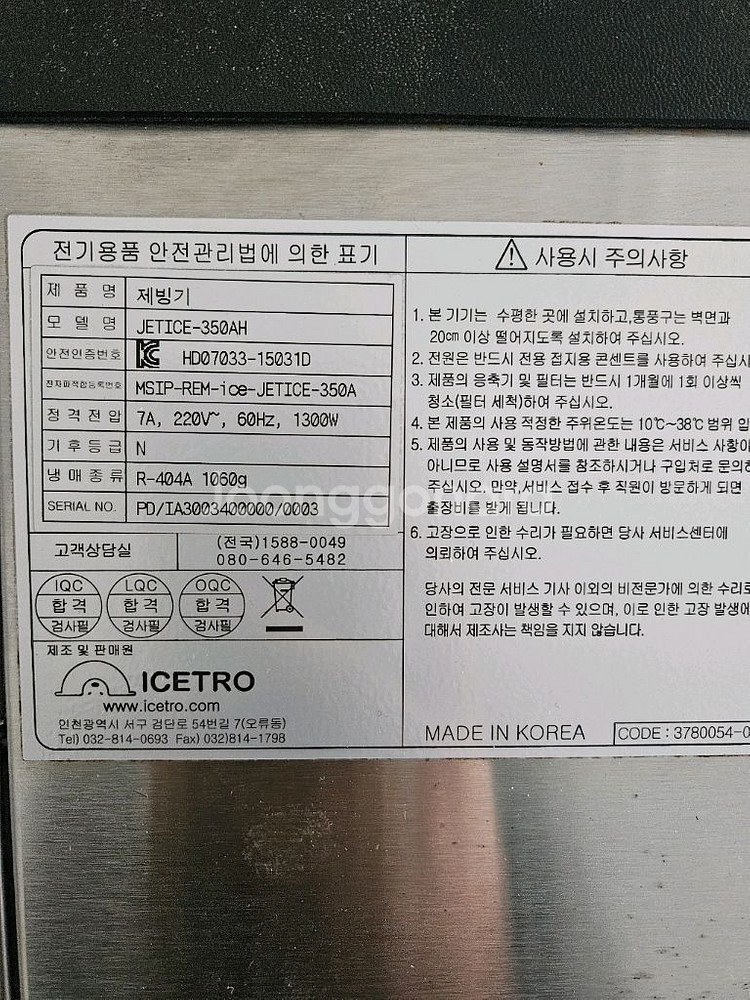 전기용품 안전관리법에 의한 표기
제 품 명 제빙기
모 델 명 JETICE-350AH
안전인증번호 HD07033-15031D
전자파적합등록번호 MSIP-REM-ice-JETICE-350A
정 격 전 압 7A, 220V~, 60Hz, 1300W
기 후 등 급 N
냉 매 종 류 R-404A 1060g
SERIAL NO. PD/IA3003400000/0003
고객상담실 (전국)1588-0049
080-646-5482
IQC 합 격 검사필
LQC 합 격 검사필
OQC 합 격 검사필
제조 및 판매원
ICETRO
www.icetro.com
인천광역시 서구 검단로 54번길 7(오류동)
Tel) 032-814-0693 Fax) 032)814-1798
사용시 주의사항
1. 본 기기는 수평한 곳에 설치하고,통풍구는 벽면과
20cm 이상 떨어지도록 설치하여 주십시오.
2. 전원은 반드시 전용 접지용 콘센트를 사용하여 주십시
3. 제품의 응축기 및 필터는 반드시 1개월에 1회 이상씩
청소(필터 세척)하여 주십시오.
4. 본 제품의 사용 적정한 주위온도는 10℃~38℃ 범위 입
5. 제품의 사용 및 동작방법에 관한 내용은 서비스 사항이
아니므로 사용 설명서를 참조하시거나 구입처로 문의하
주십시오. 만약,서비스 접수 후 직원이 방문하게 되면
출장비를 받게 됩니다.
6. 고장으로 인한 수리가 필요하면 당사 서비스센터에
의뢰하여 주십시오.
당사의 전문 서비스 기사 이외의 비전문가에 의한 수리로
인하여 고장이 발생할 수 있으며, 이로 인한 고장 발생에
대해서 제조사는 책임을 지지 않습니다.
MADE IN KOREA
CODE : 3780054-0